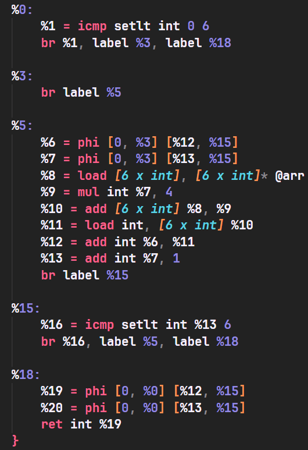 %0:
%1 = icmp setlt int 0 6
br %1, label %3, label %18
%3:
br label %5
%5:
%6 = phi [0, %3] [%12, %15]
%7 = phi [0, %3] [%13, %15]
%8 = load [6 x int], [6 x int]* @arr
%9 = mul int %7, 4
%10 = add [6 x int] %8, %9
%11 = load int, [6 x int] %10
%12 = add int %6, %11
%13 = add int %7, 1
br label %15
%15:
%16 = icmp setlt int %13 6
br %16, label %5, label %18
%18:
%19 = phi [0, %0] [%12, %15]
%20 = phi [0, %0] [%13, %15]
ret int %19
}